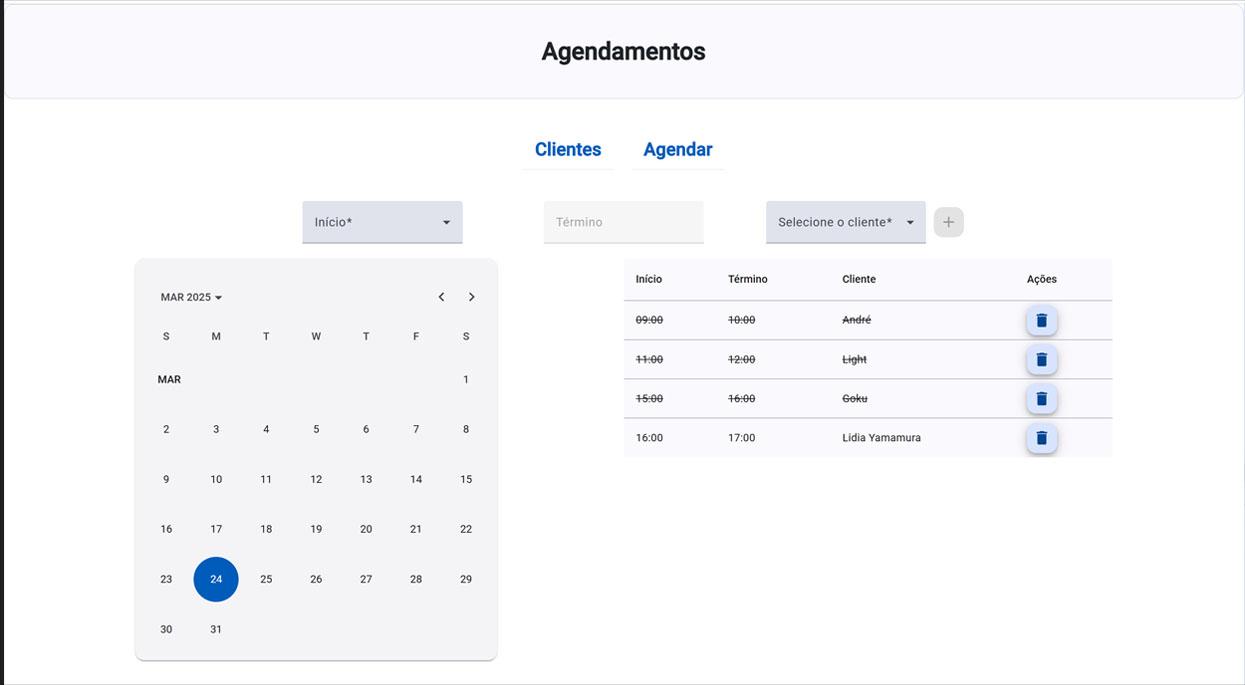 Agendamentos
Clientes Agendar
Início* Término Selecione o cliente* +
MAR 2025
S M T W T F S
MAR 1
2 3 4 5 6 7 8
9 10 11 12 13 14 15
16 17 18 19 20 21 22
23 24 25 26 27 28 29
30 31
Início Término Cliente Ações
09:00 10:00 André
11:00 12:00 Light
15:00 16:00 Goku
16:00 17:00 Lidia Yamamura